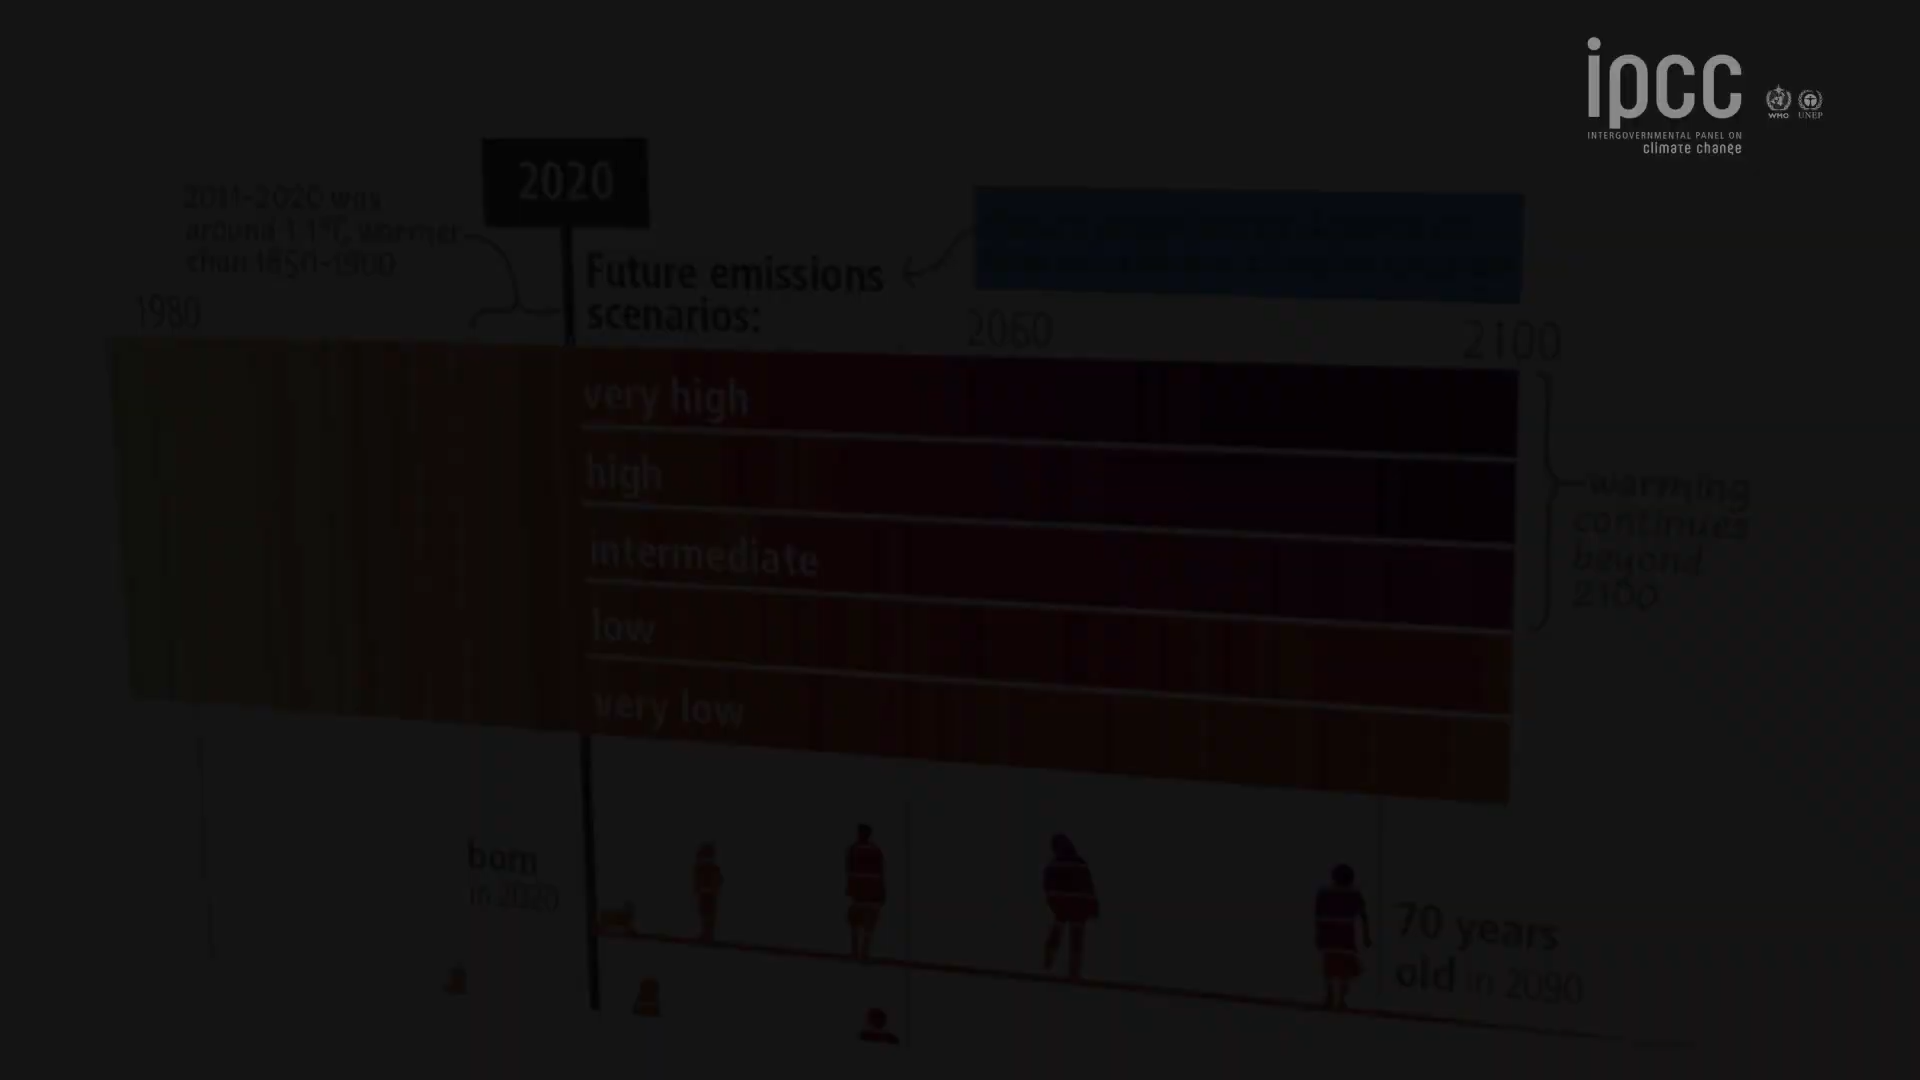 ipcc
INTERGOVERNMENTAL PANEL ON
climate change
WMO
UNEP
2020
2011-2020 was
around 1.1°C warmer
than 1850-1900
1980
Future emissions
scenarios:
2060
2100
very high
high
intermediate
low
very low
warming
continues
beyond
2100
born
in 2020
70 years
old in 2090